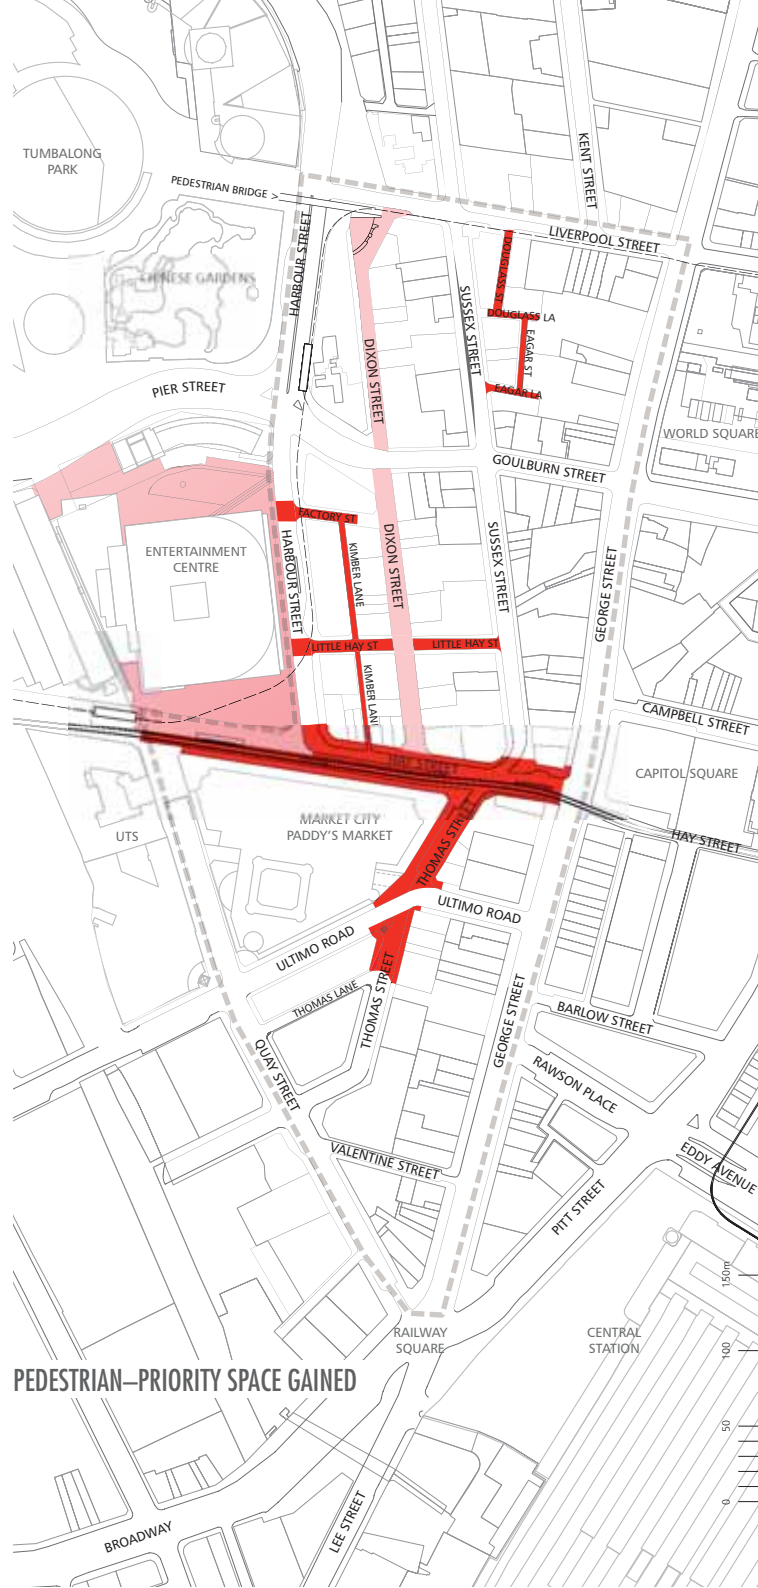 TUMBALONG
PARK
PEDESTRIAN BRIDGE >
KENT STREET
LIVERPOOL STREET
HARBOUR STREET
CHINESE GARDENS
DOUGLASS ST
DOUGLASS LA
SUSSEX STREET
EAGAR ST
EAGAR LA
DIXON STREET
PIER STREET
WORLD SQUARE
GOULBURN STREET
FACTORY ST
ENTERTAINMENT
CENTRE
HARBOUR STREET
KIMBER LANE
DIXON STREET
SUSSEX STREET
GEORGE STREET
LITTLE HAY ST
LITTLE HAY ST
KIMBER LAN
CAMPBELL STREET
HAY STREET
CAPITOL SQUARE
UTS
MARKET CITY
PADDY'S MARKET
THOMAS STREET
HAY STREET
ULTIMO ROAD
ULTIMO ROAD
THOMAS LANE
THOMAS STREET
GEORGE STREET
BARLOW STREET
QUAY STREET
RAWSON PLACE
VALENTINE STREET
EDDY AVENUE
PITT STREET
RAILWAY
SQUARE
CENTRAL
STATION
150m
100
50
0
PEDESTRIAN–PRIORITY SPACE GAINED
BROADWAY
LEE STREET